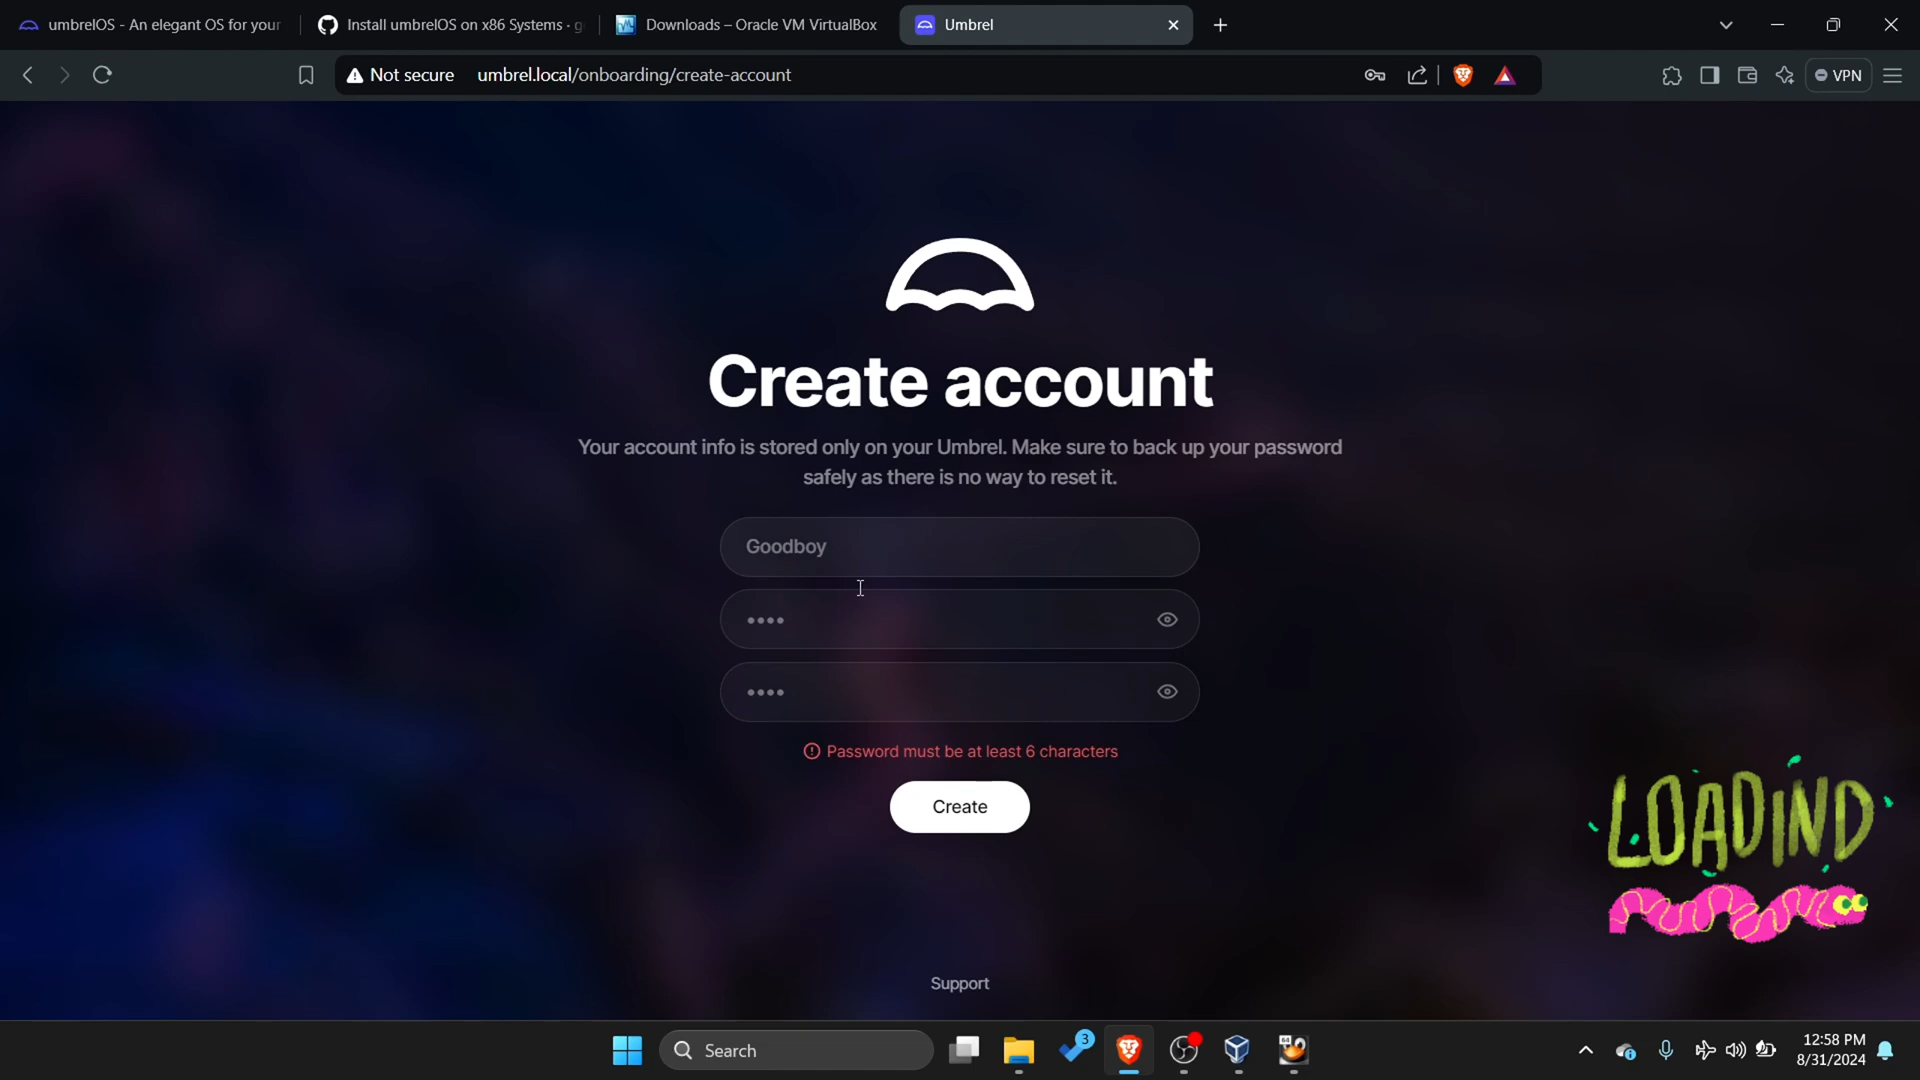 umbrelOS - An elegant OS for your
Install umbrelOS on x86 Systems · g
Downloads – Oracle VM VirtualBox
Umbrel
Not secure umbrel.local/onboarding/create-account
VPN
Create account
Your account info is stored only on your Umbrel. Make sure to back up your password
safely as there is no way to reset it.
Goodboy
••••
••••
Password must be at least 6 characters
Create
LOADIND
Support
Search
3
64
12:58 PM
8/31/2024